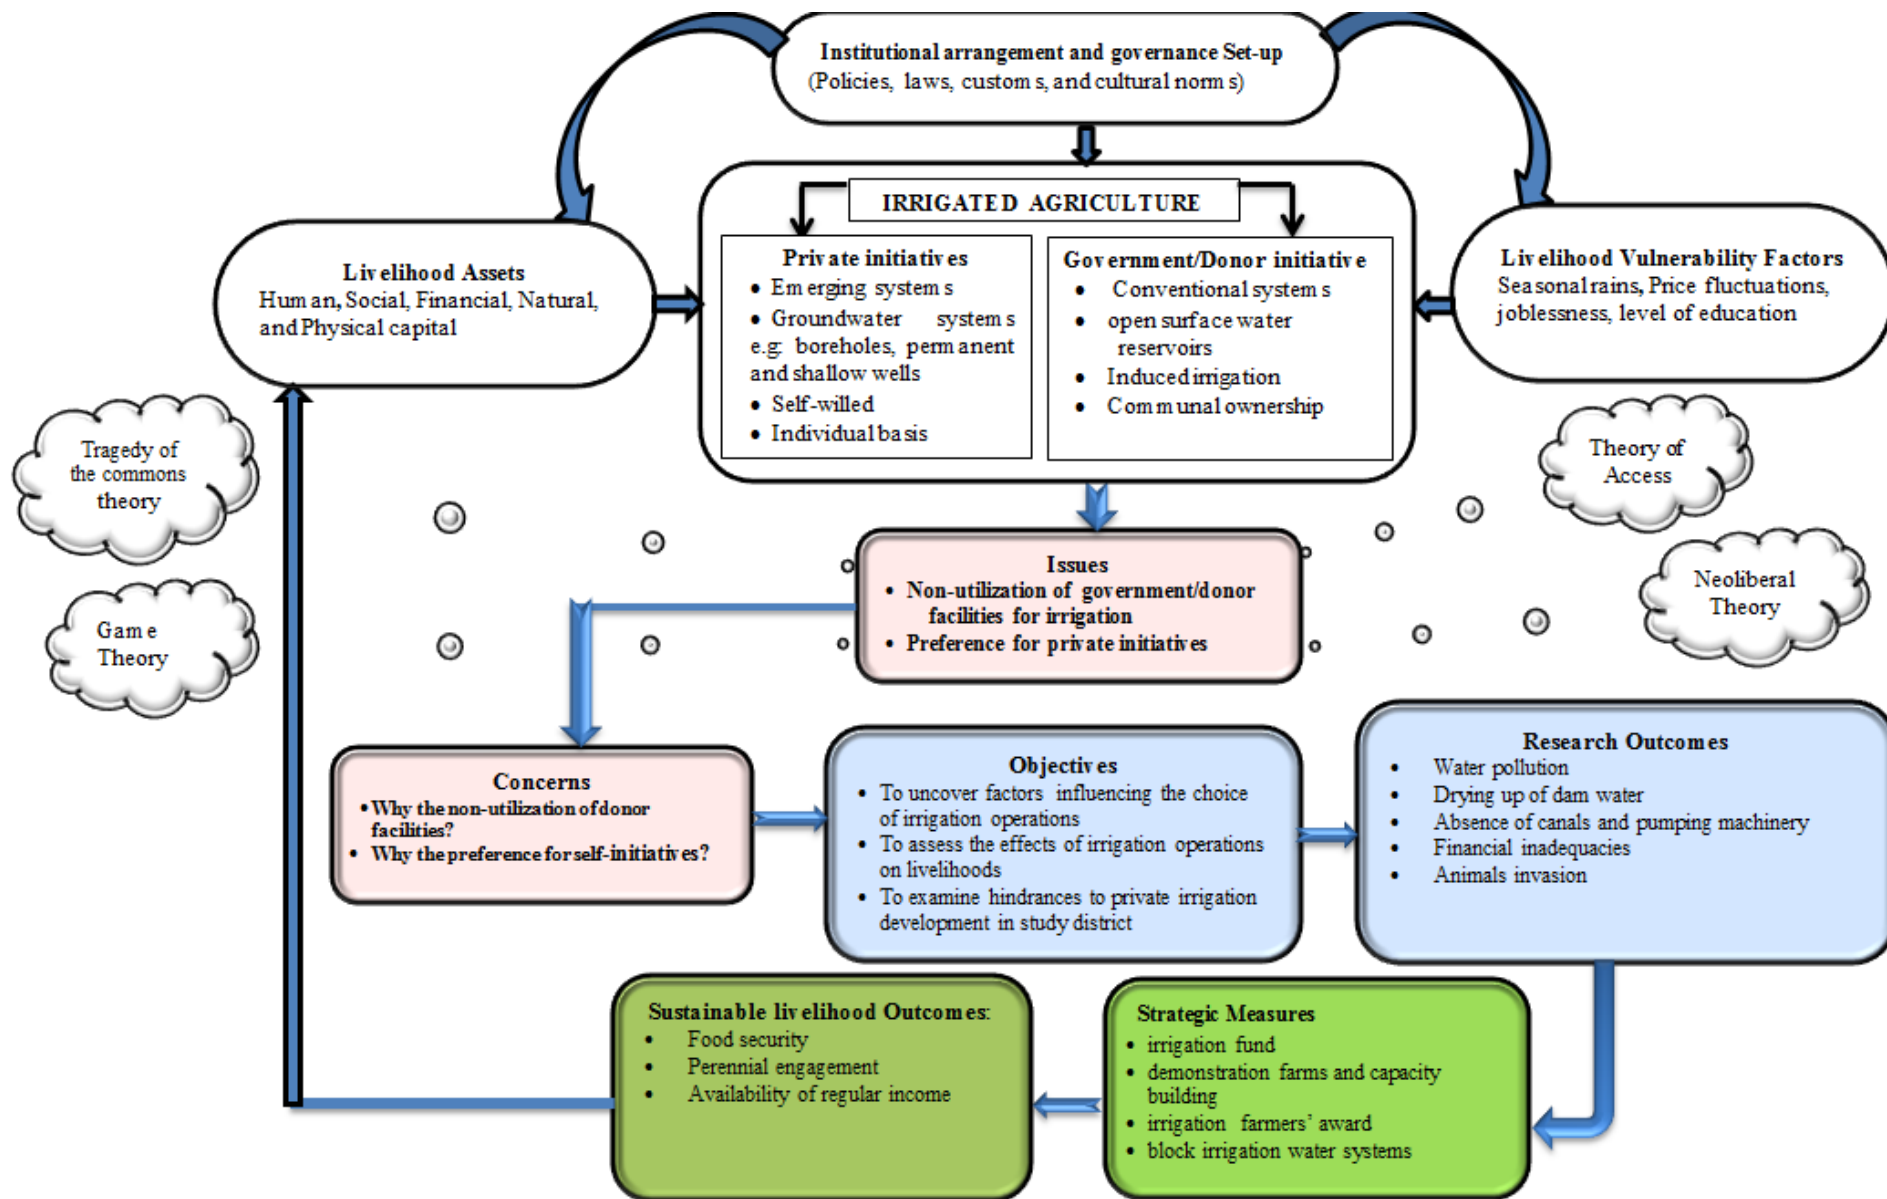 Institutional arrangement and governance Set-up
(Policies, laws, customs, and cultural norms)
IRRIGATED AGRICULTURE
Private initiatives
• Emerging systems
• Groundwater systems
e.g: boreholes, permanent
and shallow wells
• Self-willed
• Individual basis
Government/Donor initiative
• Conventional systems
• open surface water
reservoirs
• Induced irrigation
• Communal ownership
Livelihood Assets
Human, Social, Financial, Natural,
and Physical capital
Livelihood Vulnerability Factors
Seasonal rains, Price fluctuations,
joblessness, level of education
Tragedy of
the commons
theory
Game
Theory
Theory of
Access
Neoliberal
Theory
Issues
• Non-utilization of government/donor
facilities for irrigation
• Preference for private initiatives
Concerns
• Why the non-utilization of donor
facilities?
• Why the preference for self-initiatives?
Objectives
• To uncover factors influencing the choice
of irrigation operations
• To assess the effects of irrigation operations
on livelihoods
• To examine hindrances to private irrigation
development in study district
Research Outcomes
• Water pollution
• Drying up of dam water
• Absence of canals and pumping machinery
• Financial inadequacies
• Animals invasion
Strategic Measures
• irrigation fund
• demonstration farms and capacity
building
• irrigation farmers’ award
• block irrigation water systems
Sustainable livelihood Outcomes:
• Food security
• Perennial engagement
• Availability of regular income